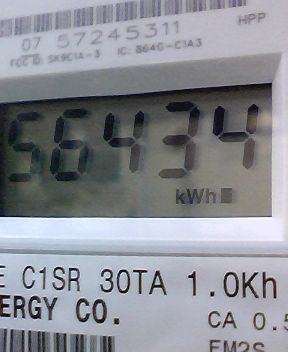 HPP
07 57245311
FCC ID: SK9C1A-3 IC: 864G-C1A3
56434
kWh
E C1SR 30TA 1.0Kh
ERGY CO.
CA 0.5
EM2S